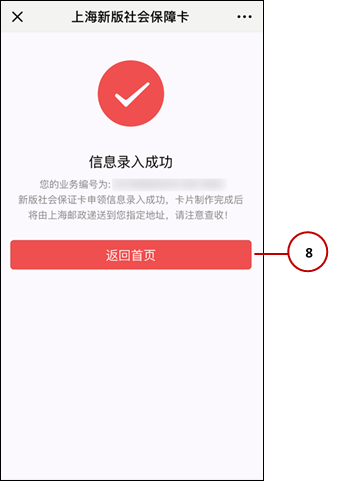 上海新版社会保障卡
信息录入成功
您的业务编号为:
新版社会保证卡申领信息录入成功，卡片制作完成后
将由上海邮政递送到您指定地址，请注意查收！
返回首页
8